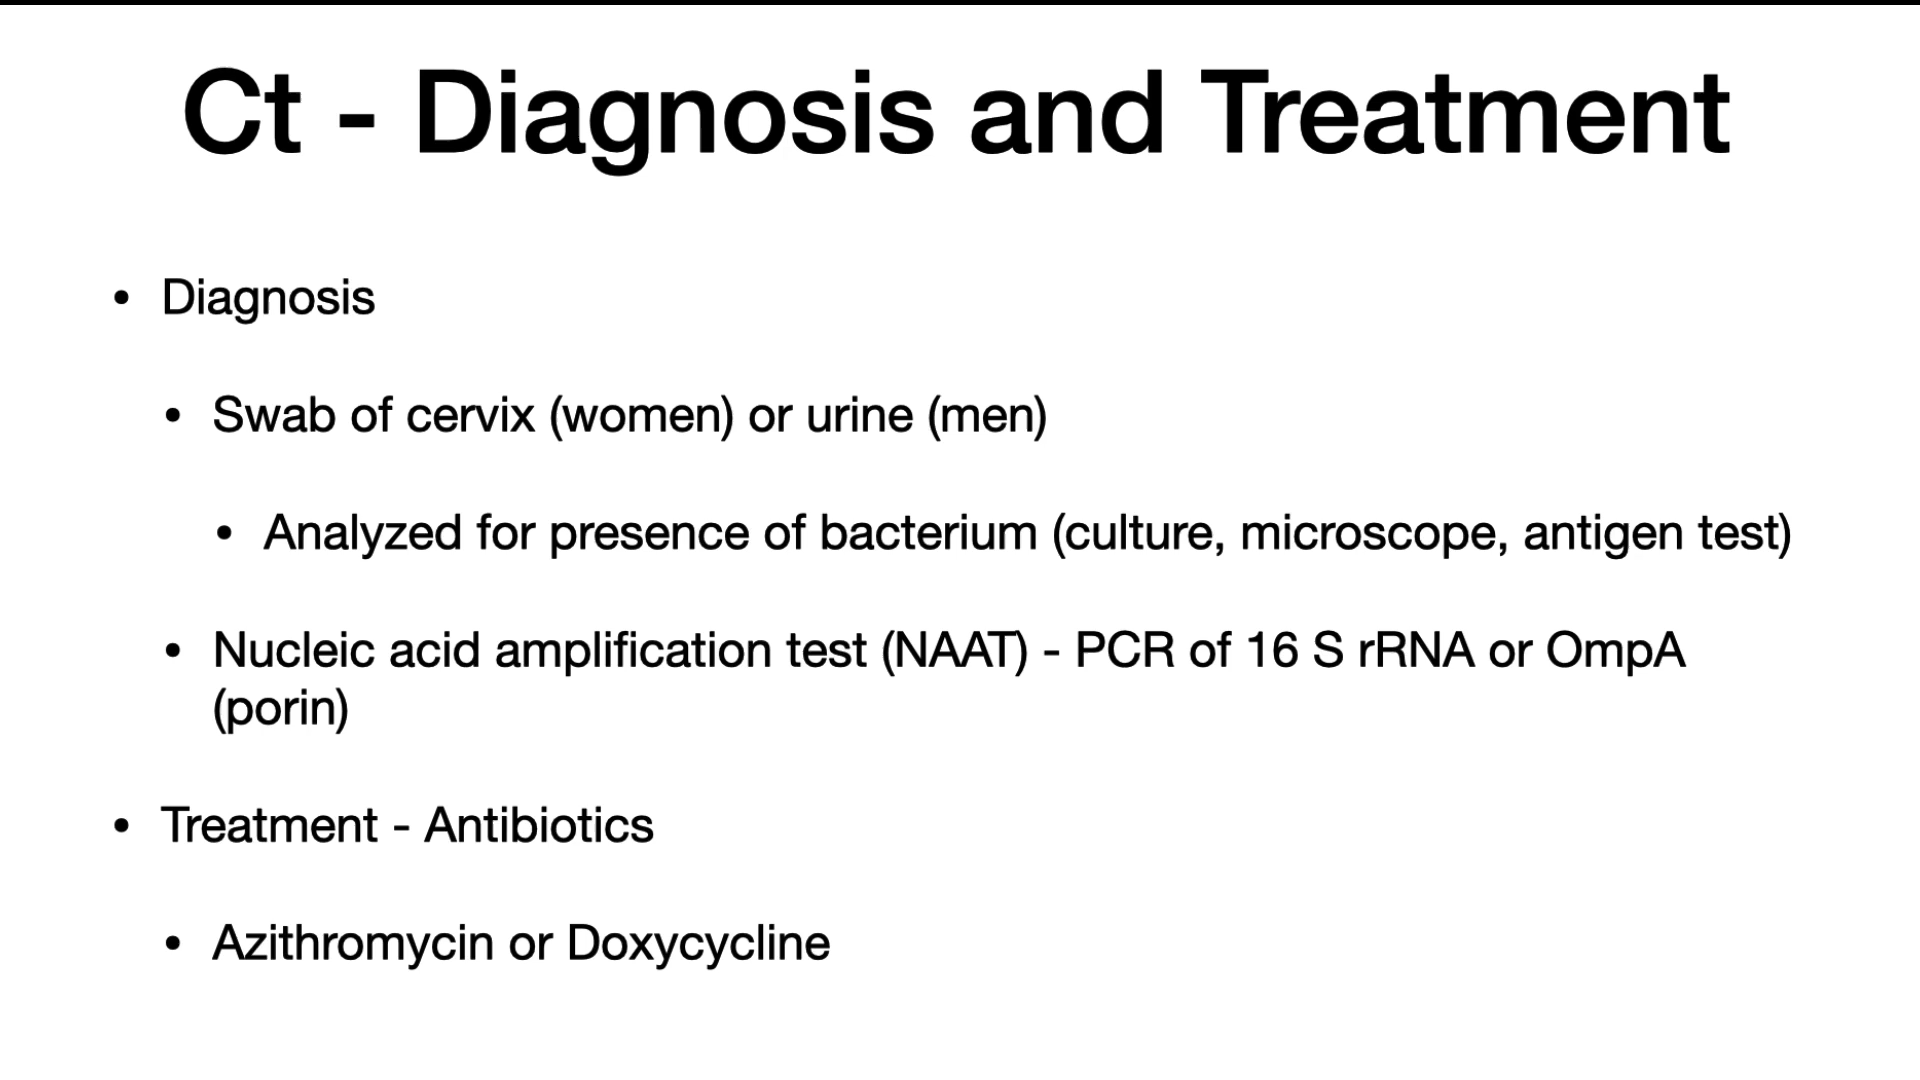 Ct - Diagnosis and Treatment
• Diagnosis
• Swab of cervix (women) or urine (men)
• Analyzed for presence of bacterium (culture, microscope, antigen test)
• Nucleic acid amplification test (NAAT) - PCR of 16 S rRNA or OmpA
(porin)
• Treatment - Antibiotics
• Azithromycin or Doxycycline